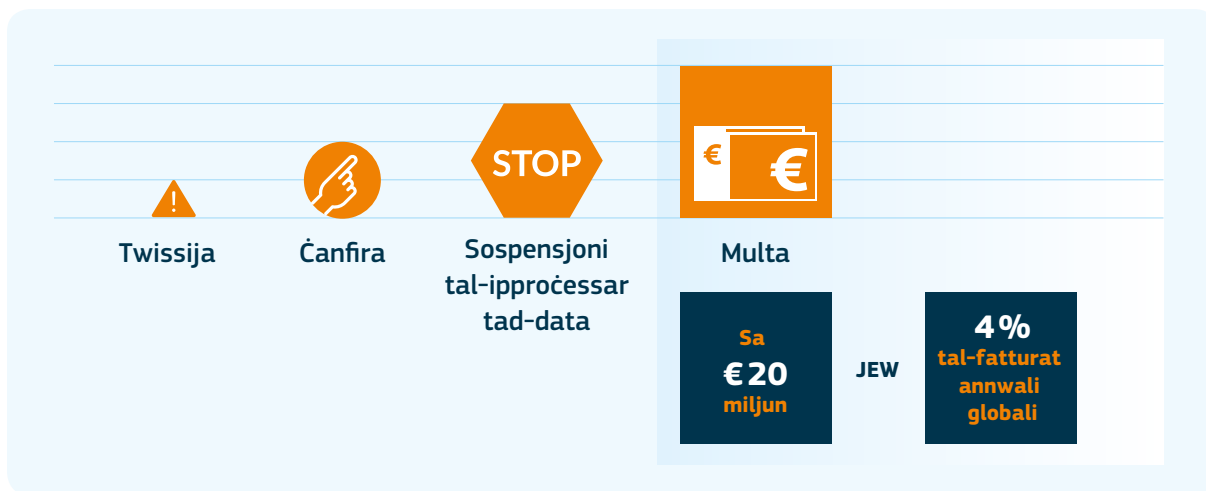 STOP
€
€
Twissija
Ċanfira
Sospensjoni
tal-ipproċessar
tad-data
Multa
Sa
€ 20
miljun
JEW
4 %
tal-fatturat
annwali
globali